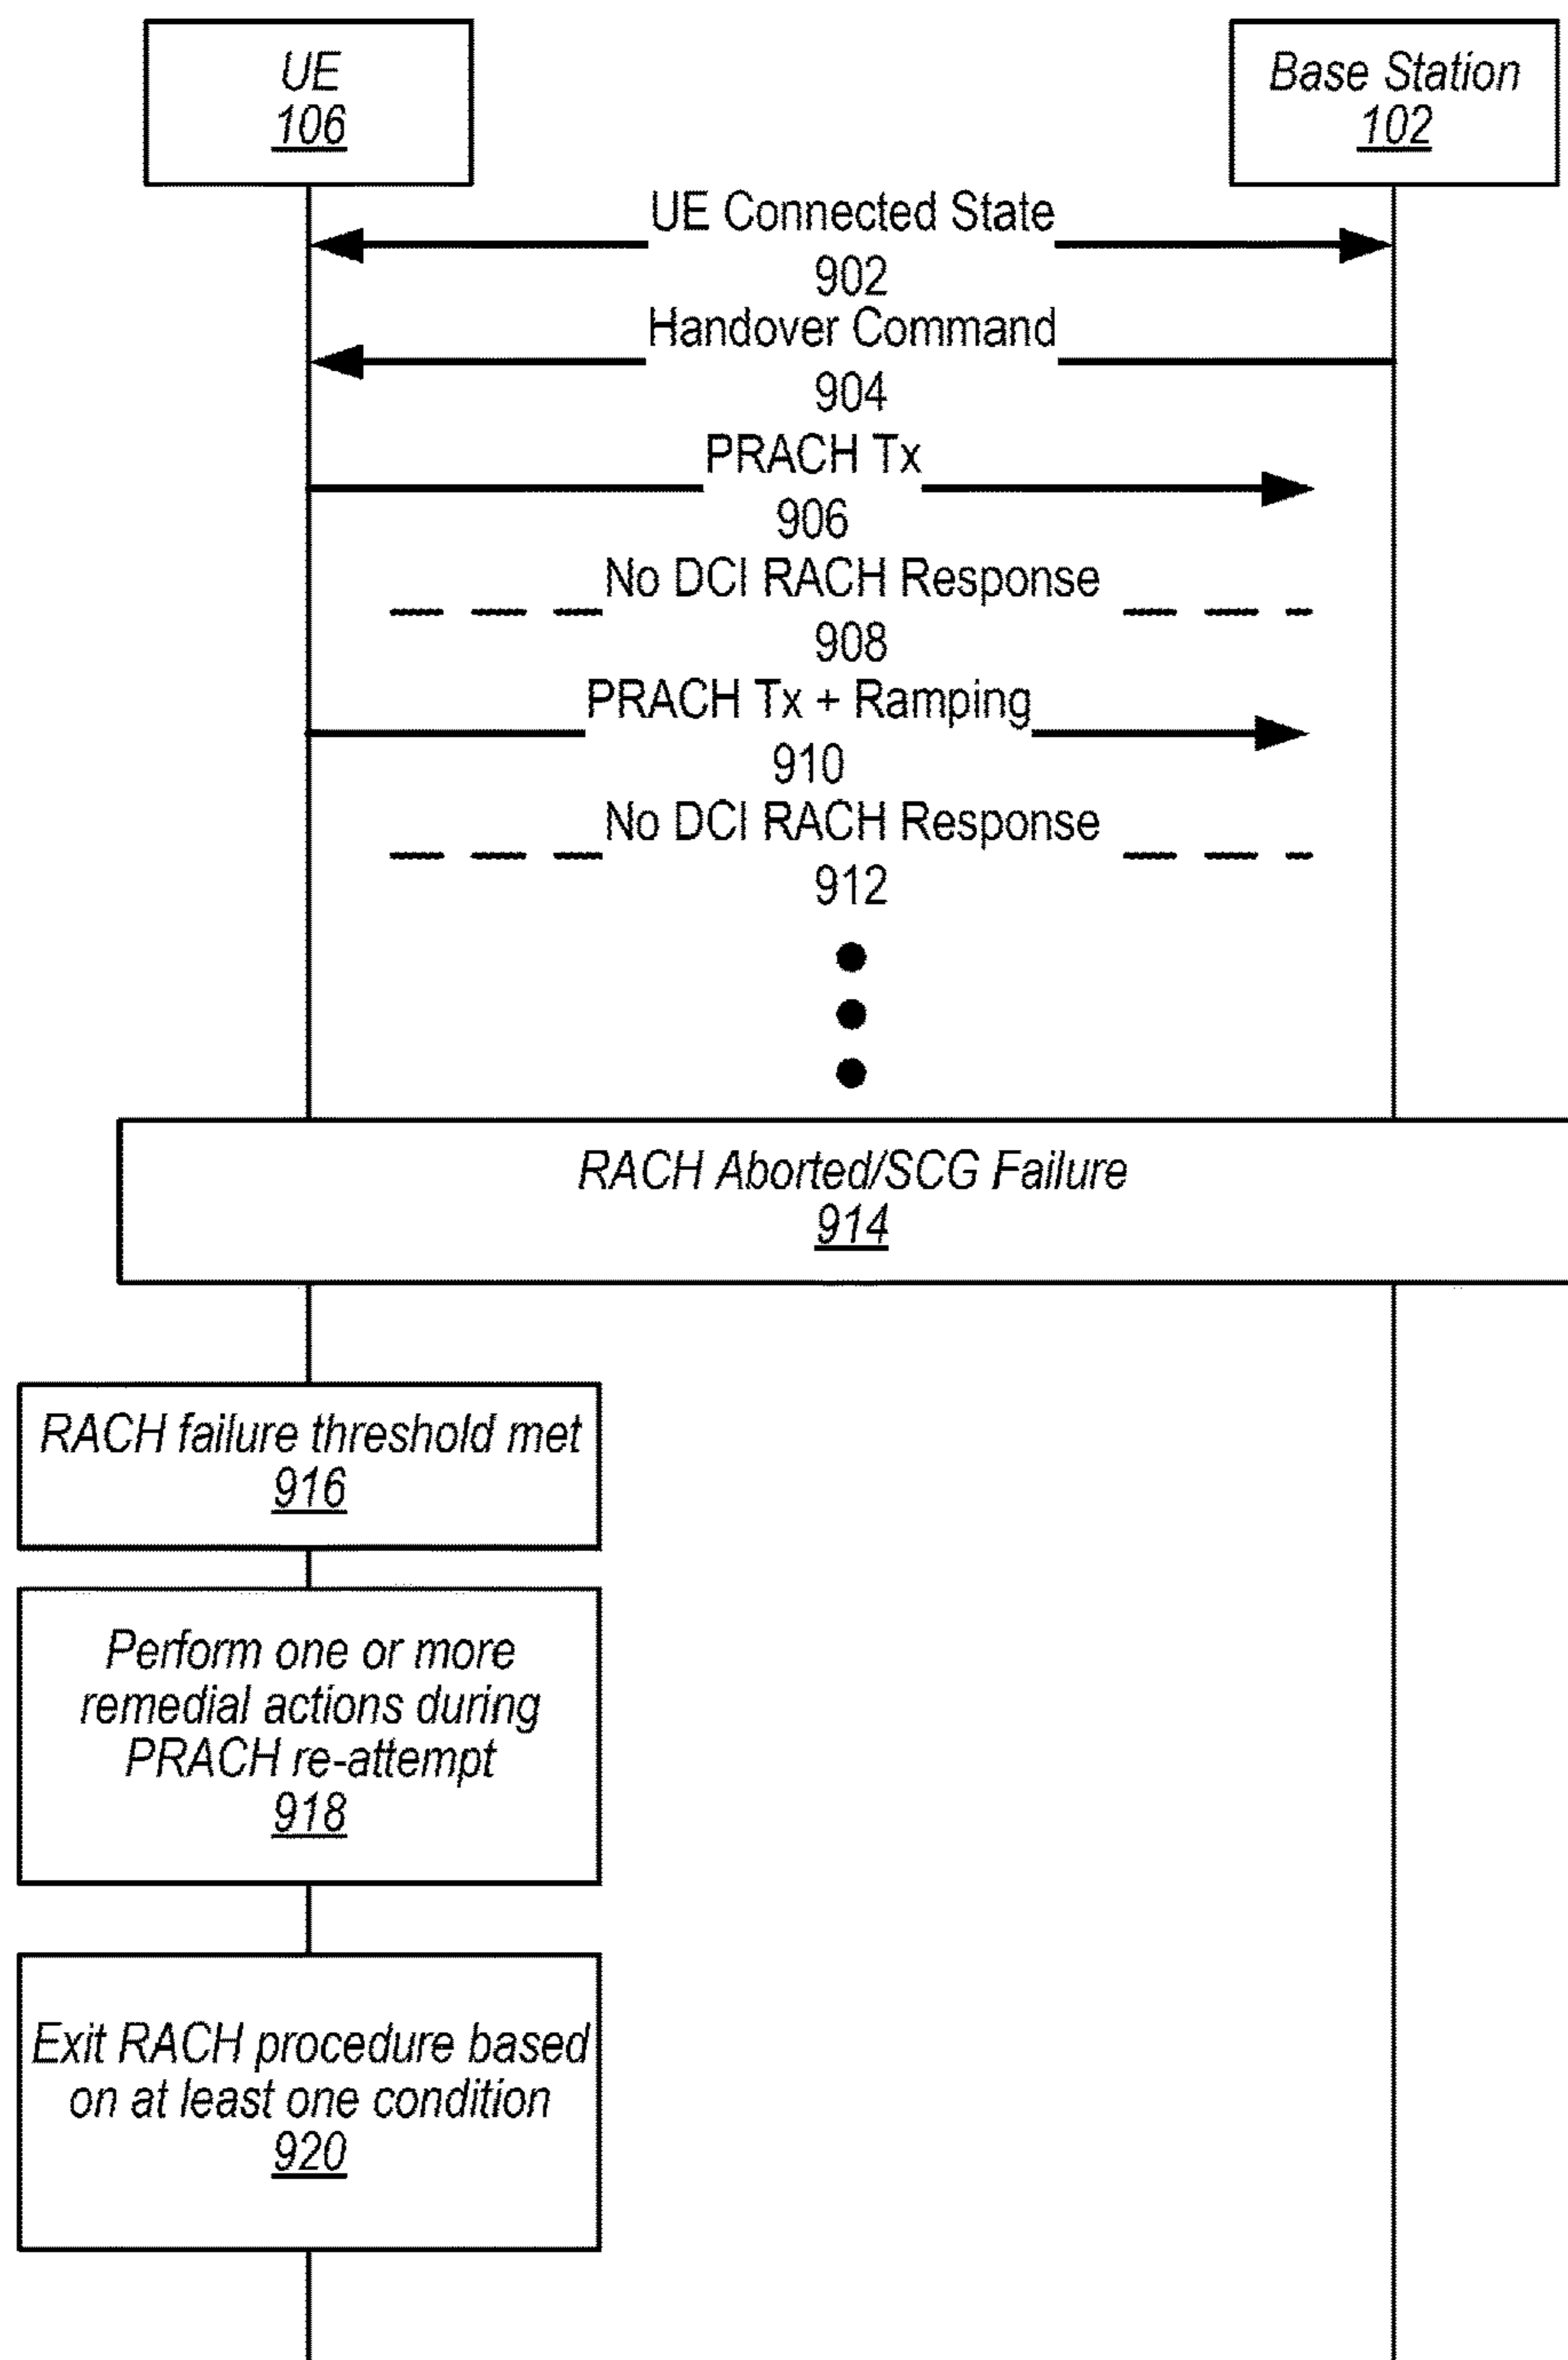 UE
106
Base Station
102
UE Connected State
902
Handover Command
904
PRACH Tx
906
No DCI RACH Response
908
PRACH Tx + Ramping
910
No DCI RACH Response
912
RACH Aborted/SCG Failure
914
RACH failure threshold met
916
Perform one or more
remedial actions during
PRACH re-attempt
918
Exit RACH procedure based
on at least one condition
920